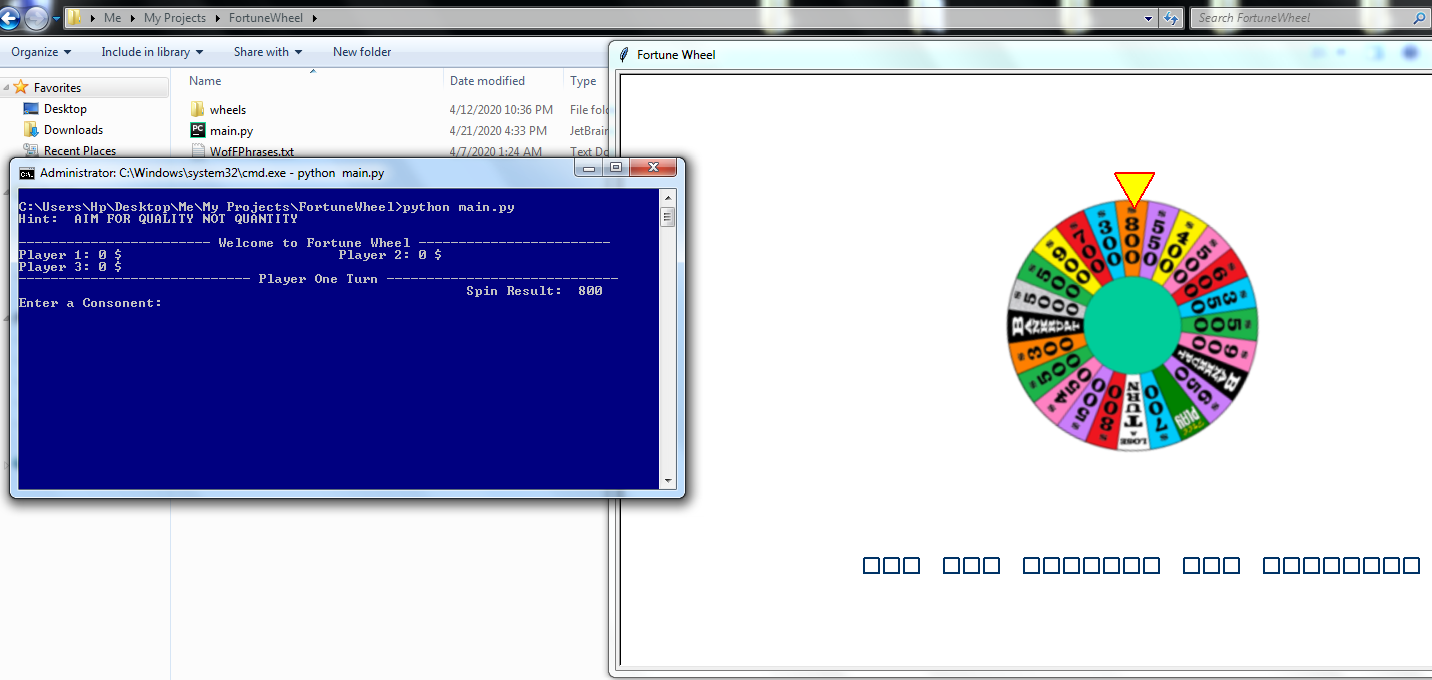 Me ▸ My Projects ▸ FortuneWheel ▸
Search FortuneWheel
Organize Include in library Share with New folder
Favorites
Desktop
Downloads
Recent Places
Name Date modified Type
wheels 4/12/2020 10:36 PM File fold
main.py 4/21/2020 4:33 PM JetBrain
WofFPhrases.txt 4/7/2020 1:24 AM Text Do
Administrator: C:\Windows\system32\cmd.exe - python main.py
C:\Users\Hp\Desktop\Me\My Projects\FortuneWheel>python main.py
Hint: AIM FOR QUALITY NOT QUANTITY
------------------------ Welcome to Fortune Wheel ------------------------
Player 1: 0 $ Player 2: 0 $
Player 3: 0 $
----------------------------- Player One Turn -----------------------------
Spin Result: 800
Enter a Consonent:
Fortune Wheel
$800
$550
$400
$500
$600
$350
$500
$900
BANKRUPT
$650
FREE PLAY
$700
LOSE A TURN
$800
$500
$450
$500
$300
BANKRUPT
$5000
$500
$900
$700
$300